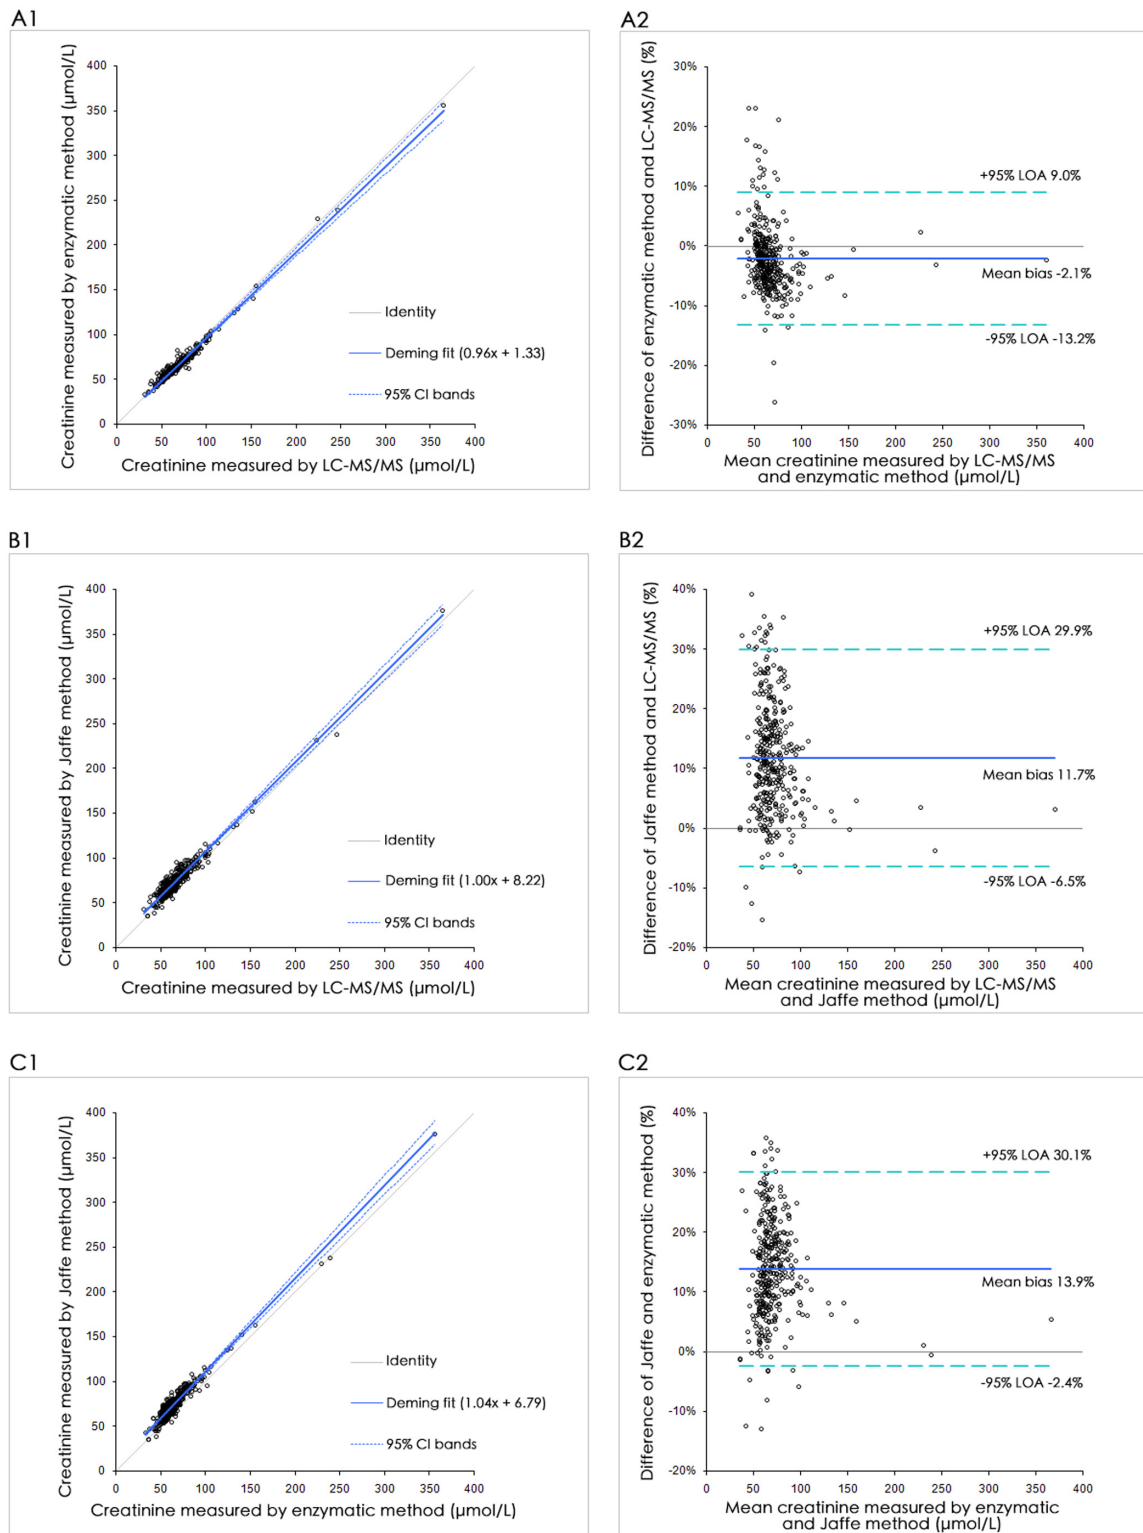 A1
Creatinine measured by enzymatic method (µmol/L)
400
350
300
250
200
150
100
50
0
0 50 100 150 200 250 300 350 400
Identity
Deming fit (0.96x + 1.33)
95% CI bands
Creatinine measured by LC-MS/MS (µmol/L)
A2
Difference of enzymatic method and LC-MS/MS (%)
30%
20%
10%
0%
-10%
-20%
-30%
0 50 100 150 200 250 300 350 400
+95% LOA 9.0%
Mean bias -2.1%
-95% LOA -13.2%
Mean creatinine measured by LC-MS/MS
and enzymatic method (µmol/L)
B1
Creatinine measured by Jaffe method (µmol/L)
400
350
300
250
200
150
100
50
0
0 50 100 150 200 250 300 350 400
Identity
Deming fit (1.00x + 8.22)
95% CI bands
Creatinine measured by LC-MS/MS (µmol/L)
B2
Difference of Jaffe method and LC-MS/MS (%)
40%
30%
20%
10%
0%
-10%
-20%
0 50 100 150 200 250 300 350 400
+95% LOA 29.9%
Mean bias 11.7%
-95% LOA -6.5%
Mean creatinine measured by LC-MS/MS
and Jaffe method (µmol/L)
C1
Creatinine measured by Jaffe method (µmol/L)
400
350
300
250
200
150
100
50
0
0 50 100 150 200 250 300 350 400
Identity
Deming fit (1.04x + 6.79)
95% CI bands
Creatinine measured by enzymatic method (µmol/L)
C2
Difference of Jaffe and enzymatic method (%)
40%
30%
20%
10%
0%
-10%
-20%
0 50 100 150 200 250 300 350 400
+95% LOA 30.1%
Mean bias 13.9%
-95% LOA -2.4%
Mean creatinine measured by enzymatic
and Jaffe method (µmol/L)